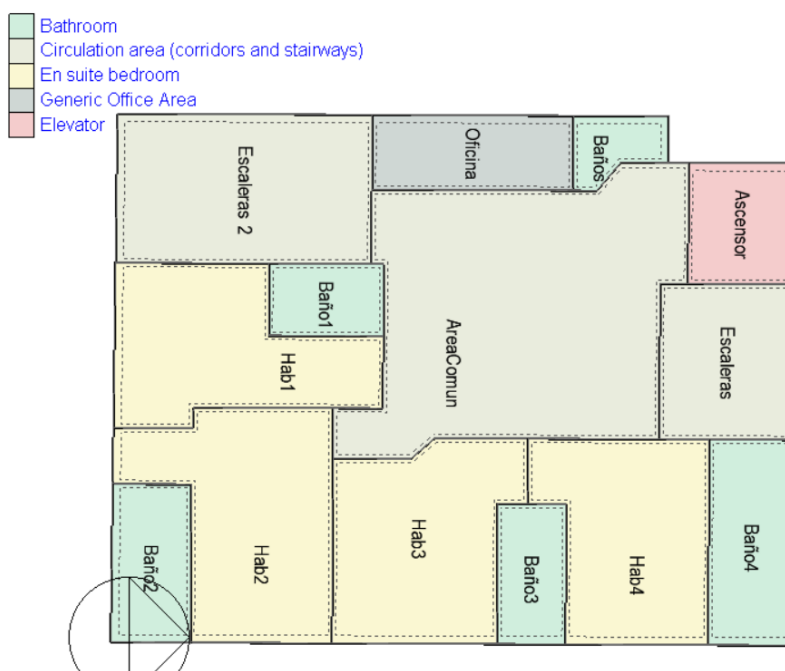 Bathroom
Circulation area (corridors and stairways)
En suite bedroom
Generic Office Area
Elevator
Escaleras 2
Oficina
Baños
Ascensor
Baño1
Hab1
AreaComun
Escaleras
Baño2
Hab2
Hab3
Baño3
Hab4
Baño4